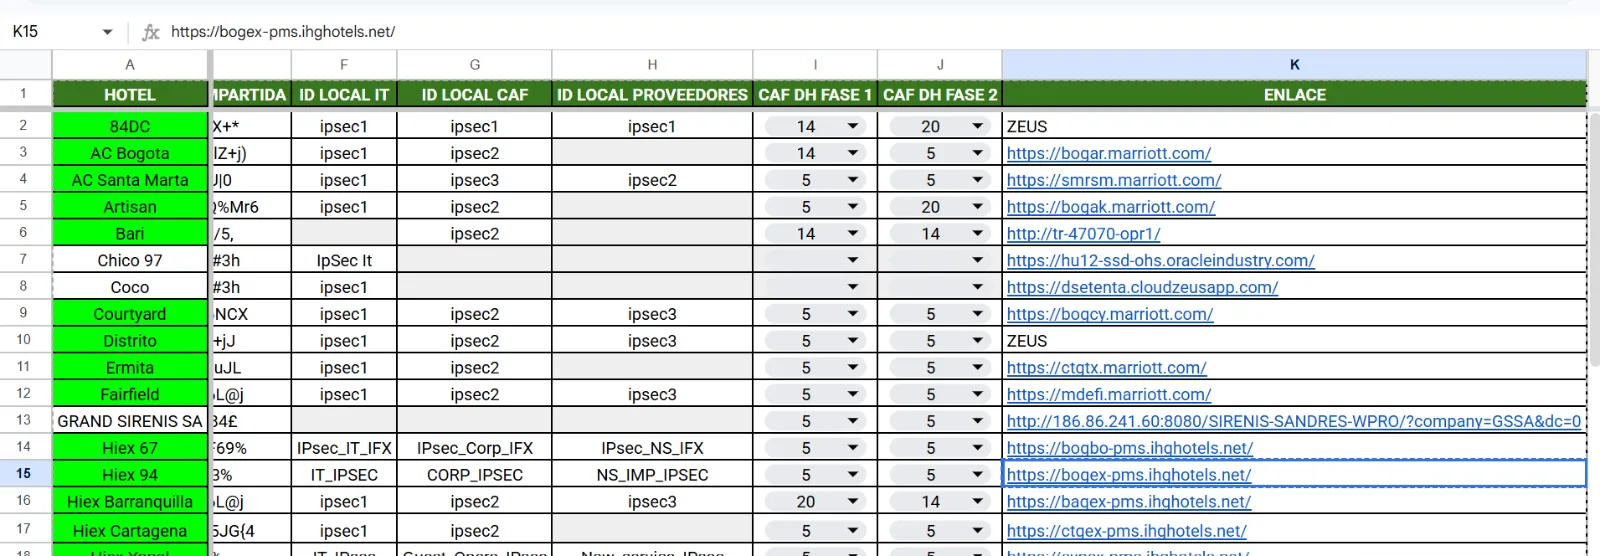 K15 fx https://bogex-pms.ihghotels.net/
A F G H I J K
1 HOTEL MPARTIDA ID LOCAL IT ID LOCAL CAF ID LOCAL PROVEEDORES CAF DH FASE 1 CAF DH FASE 2 ENLACE
2 84DC X+* ipsec1 ipsec1 ipsec1 14 20 ZEUS
3 AC Bogota lZ+j) ipsec1 ipsec2 14 5 https://bogar.marriott.com/
4 AC Santa Marta J|0 ipsec1 ipsec3 ipsec2 5 5 https://smrsm.marriott.com/
5 Artisan %Mr6 ipsec1 ipsec2 5 20 https://bogak.marriott.com/
6 Bari /5, ipsec2 14 14 http://tr-47070-opr1/
7 Chico 97 #3h IpSec It https://hu12-ssd-ohs.oracleindustry.com/
8 Coco #3h ipsec1 https://dsetenta.cloudzeusapp.com/
9 Courtyard NCX ipsec1 ipsec2 ipsec3 5 5 https://bogcy.marriott.com/
10 Distrito +jJ ipsec1 ipsec2 ipsec3 5 5 ZEUS
11 Ermita uJL ipsec1 ipsec2 5 5 https://ctgtx.marriott.com/
12 Fairfield L@j ipsec1 ipsec2 ipsec3 5 5 https://mdefi.marriott.com/
13 GRAND SIRENIS SA 34£ 5 5 http://186.86.241.60:8080/SIRENIS-SANDRES-WPRO/?company=GSSA&dc=0
14 Hiex 67 F69% IPsec_IT_IFX IPsec_Corp_IFX IPsec_NS_IFX 5 5 https://bogbo-pms.ihghotels.net/
15 Hiex 94 3% IT_IPSEC CORP_IPSEC NS_IMP_IPSEC 5 5 https://bogex-pms.ihghotels.net/
16 Hiex Barranquilla L@j ipsec1 ipsec2 ipsec3 20 14 https://baqex-pms.ihghotels.net/
17 Hiex Cartagena 5JG{4 ipsec1 ipsec2 5 5 https://ctgex-pms.ihghotels.net/